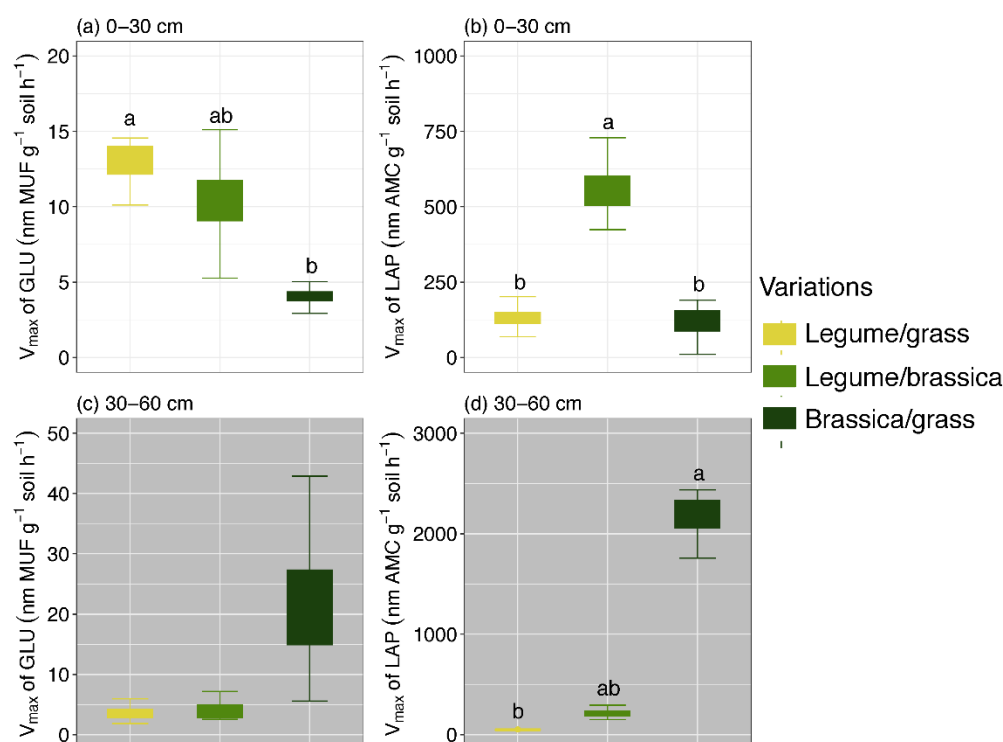 (a) 0–30 cm
(b) 0–30 cm
Vmax of GLU (nm MUF g⁻¹ soil h⁻¹)
20
15
10
5
0
a
ab
b
Vmax of LAP (nm AMC g⁻¹ soil h⁻¹)
1000
750
500
250
0
b
a
b
Variations
Legume/grass
Legume/brassica
Brassica/grass
(c) 30–60 cm
(d) 30–60 cm
Vmax of GLU (nm MUF g⁻¹ soil h⁻¹)
50
40
30
20
10
0
Vmax of LAP (nm AMC g⁻¹ soil h⁻¹)
3000
2000
1000
0
b
ab
a